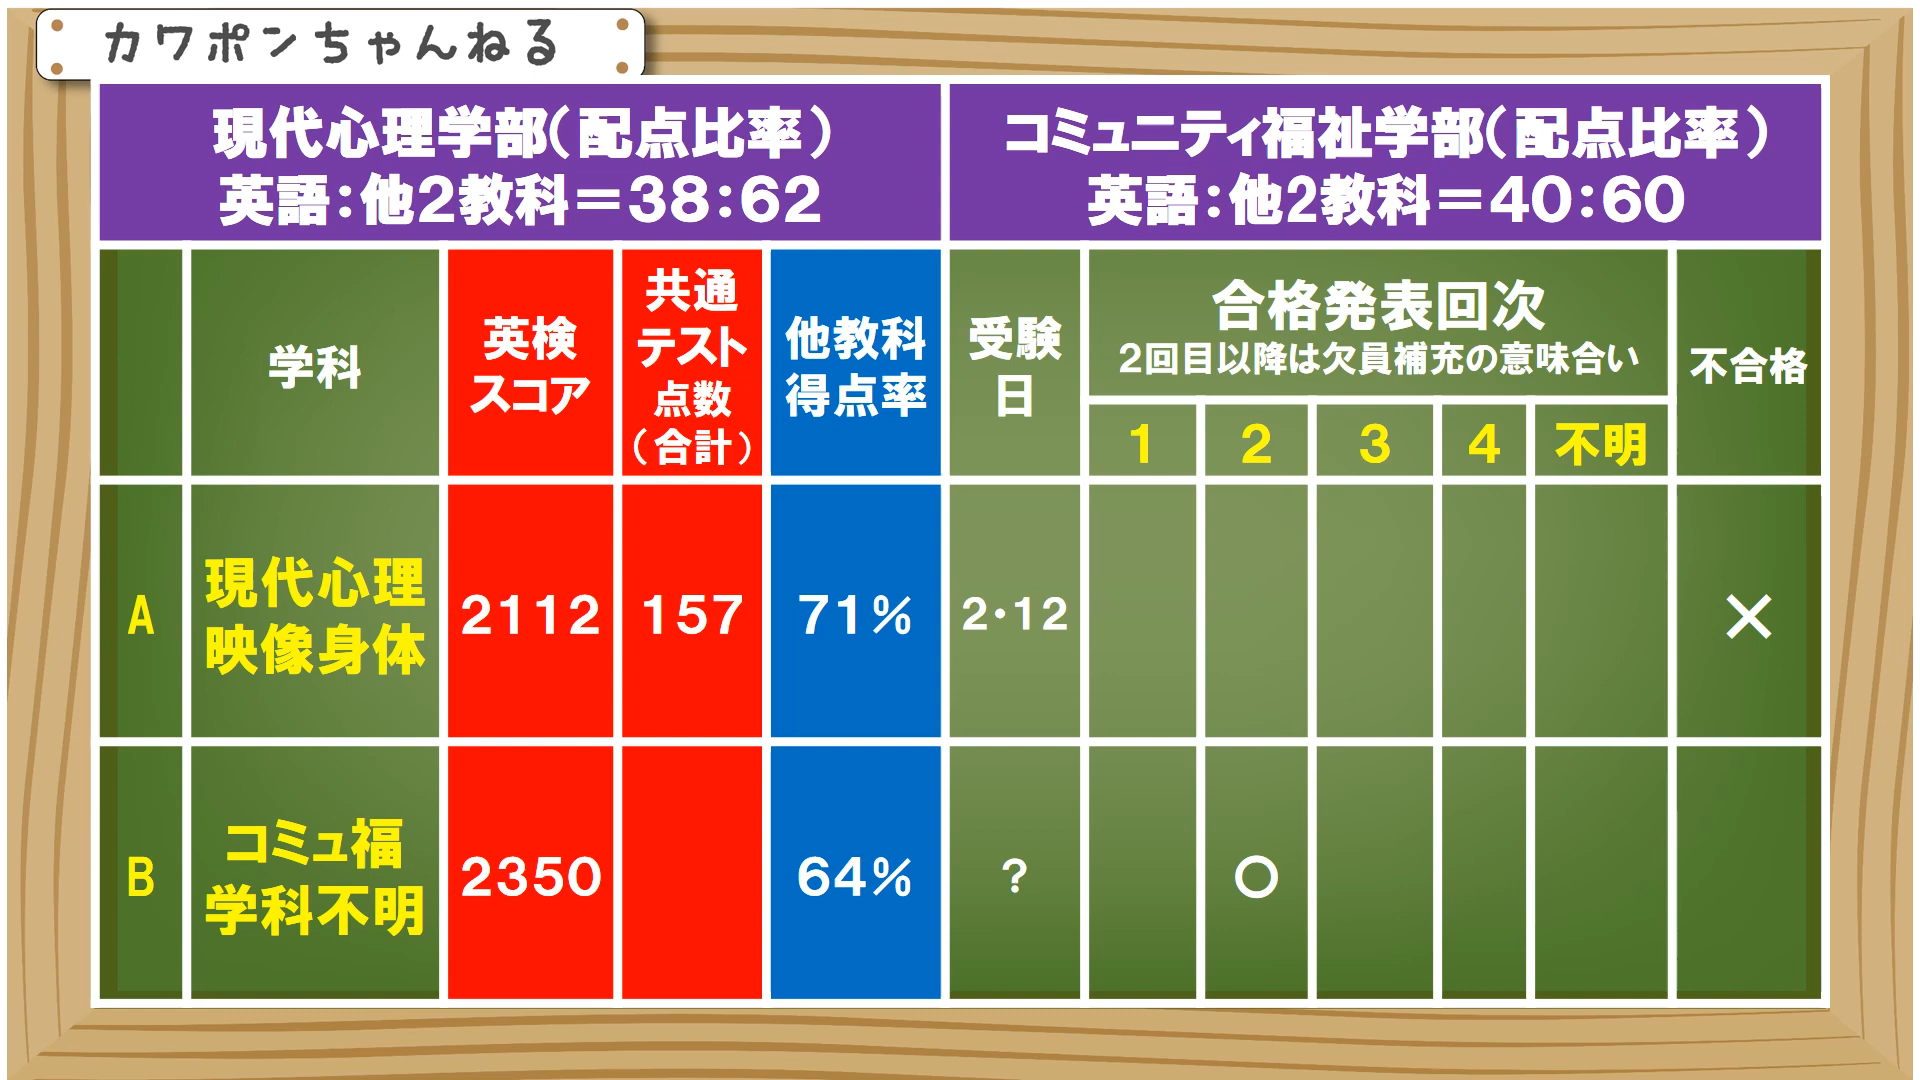 カワポンちゃんねる
現代心理学部(配点比率)
英語:他2教科=38:62
コミュニティ福祉学部(配点比率)
英語:他2教科=40:60
学科
英検
スコア
共通
テスト
点数
(合計)
他教科
得点率
受験
日
合格発表回次
2回目以降は欠員補充の意味合い
1 2 3 4 不明
不合格
A
現代心理
映像身体
2112
157
71%
2・12
×
B
コミュ福
学科不明
2350
64%
?
○